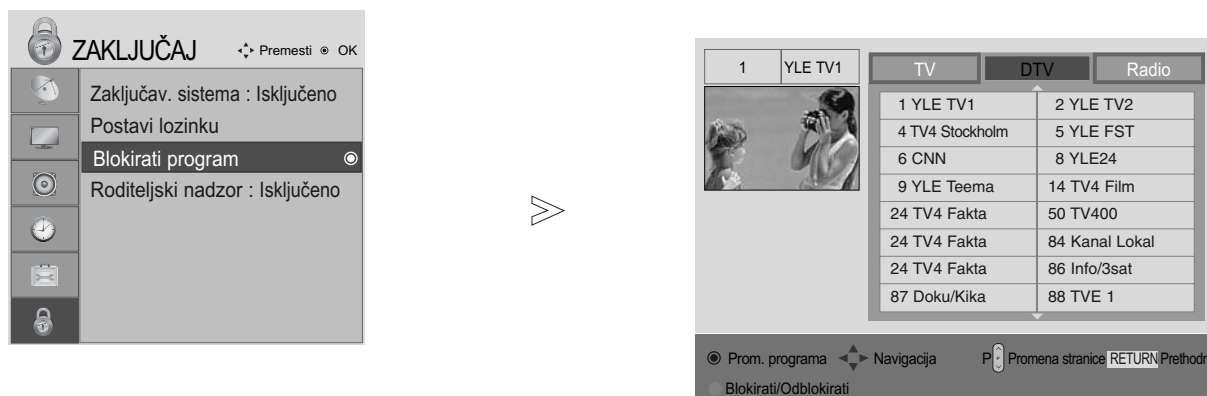 ZAKLJUČAJ Premesti OK
Zaključav. sistema : Isključeno
Postavi lozinku
Blokirati program
Roditeljski nadzor : Isključeno
1 YLE TV1
TV DTV Radio
1 YLE TV1 2 YLE TV2
4 TV4 Stockholm 5 YLE FST
6 CNN 8 YLE24
9 YLE Teema 14 TV4 Film
24 TV4 Fakta 50 TV400
24 TV4 Fakta 84 Kanal Lokal
24 TV4 Fakta 86 Info/3sat
87 Doku/Kika 88 TVE 1
Prom. programa Navigacija P Promena stranice RETURN Prethodn
Blokirati/Odblokirati